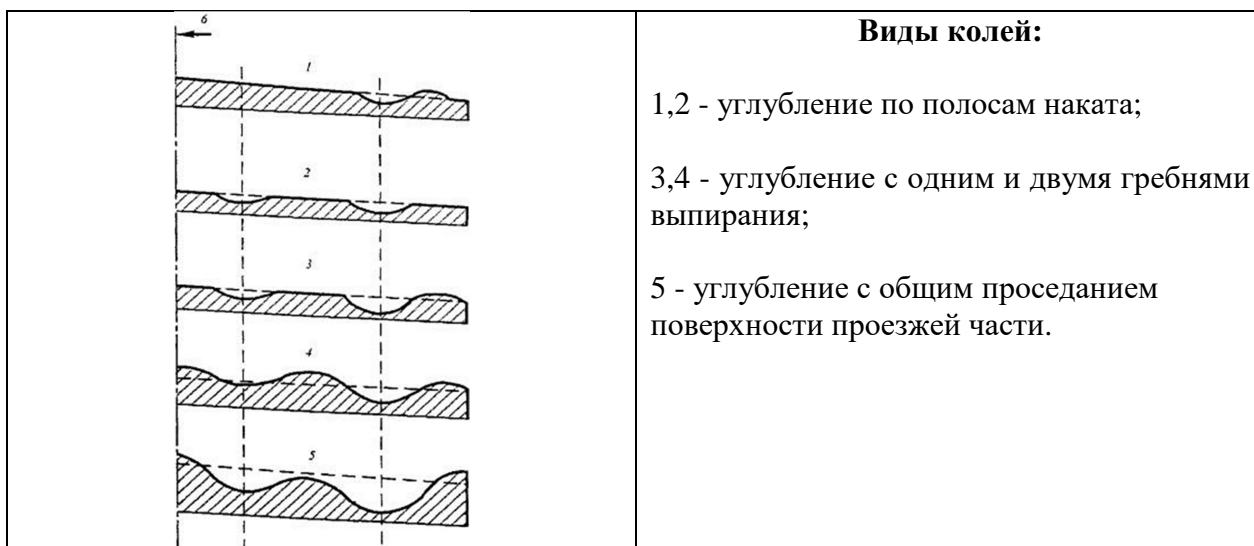 6
1
2
3
4
5
Виды колей:
1,2 - углубление по полосам наката;
3,4 - углубление с одним и двумя гребнями
выпирания;
5 - углубление с общим проседанием
поверхности проезжей части.